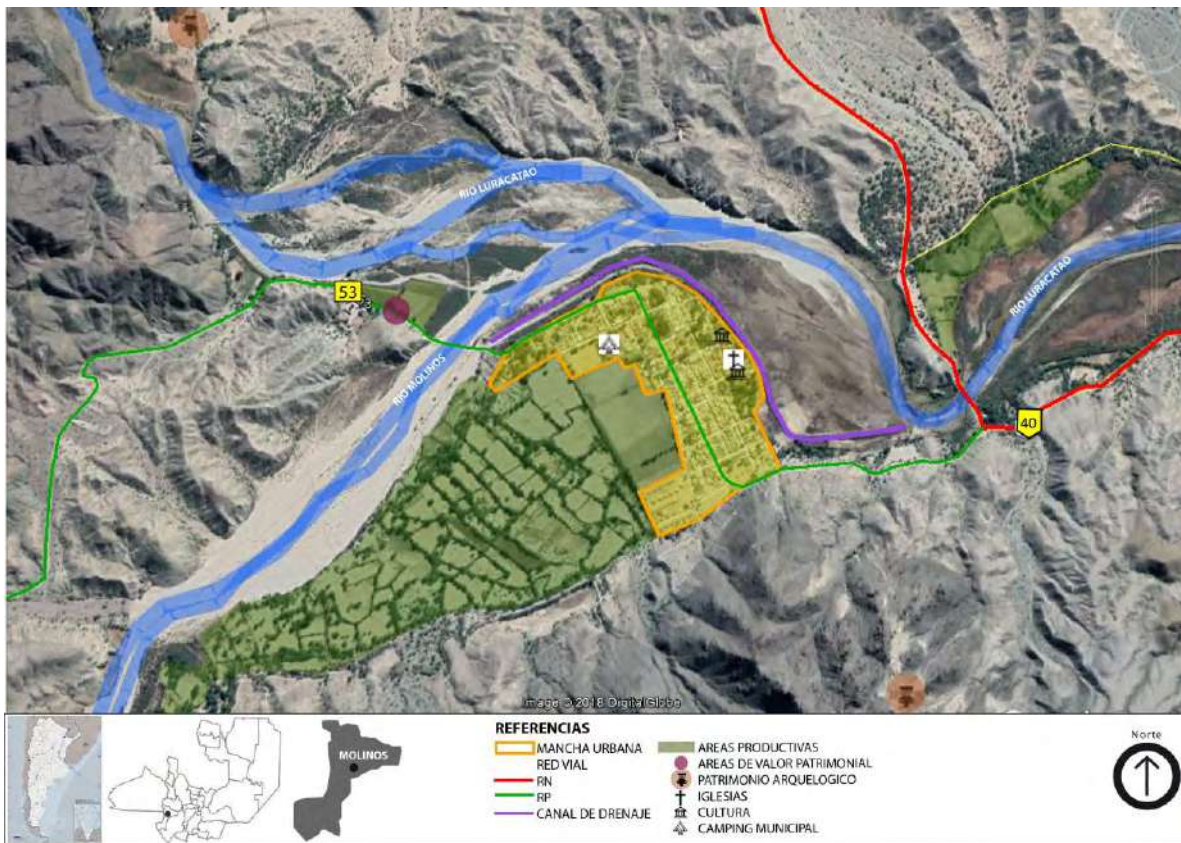 RIO LURACATAO
53
RIO MOLINOS
RIO LURACATAO
40
Image © 2018 DigitalGlobe
MOLINOS
REFERENCIAS
MANCHA URBANA
RED VIAL
RN
RP
CANAL DE DRENAJE
AREAS PRODUCTIVAS
AREAS DE VALOR PATRIMONIAL
PATRIMONIO ARQUELOGICO
IGLESIAS
CULTURA
CAMPING MUNICIPAL
Norte